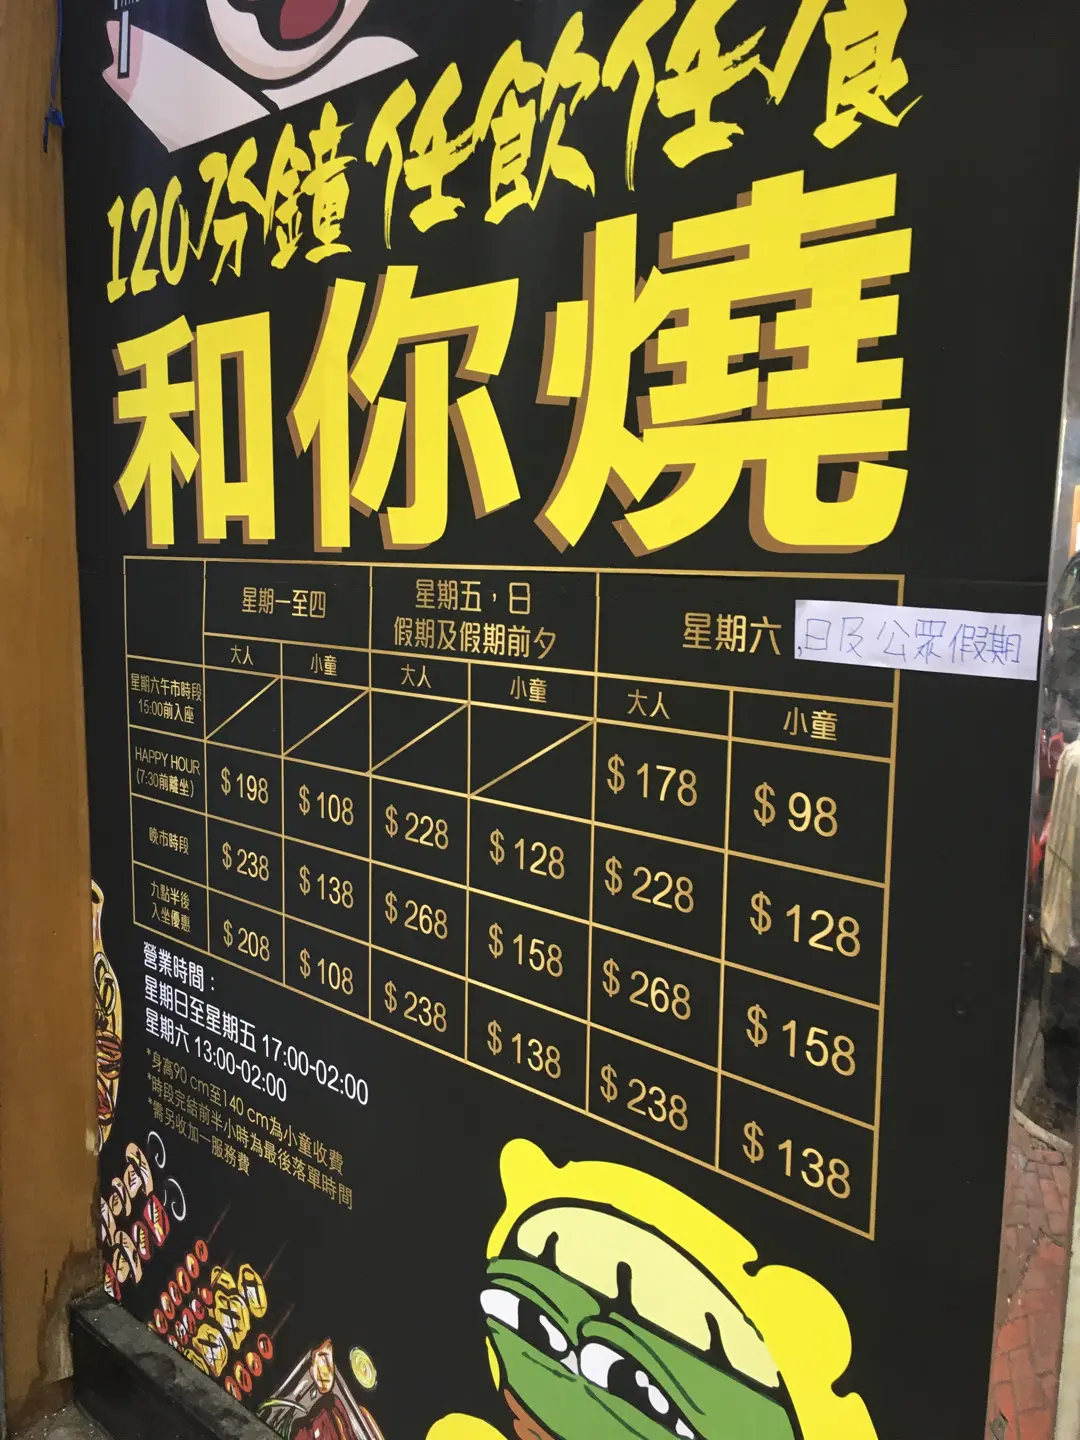 120分鐘任飲任食
和你燒
星期一至四
星期五，日
假期及假期前夕
星期六
,日及公眾假期
大人 小童 大人 小童 大人 小童
星期六午市時段
15:00前入座
$178 $98
HAPPY HOUR
(7:30前離坐)
$198 $108 $228 $128 $228 $128
晚市時段
$238 $138 $268 $158 $268 $158
九點半後
入坐優惠
$208 $108 $238 $138 $238 $138
營業時間：
星期日至星期五 17:00-02:00
星期六 13:00-02:00
*身高90 cm至140 cm為小童收費
*時段完結前半小時為最後落單時間
*需另收加一服務費